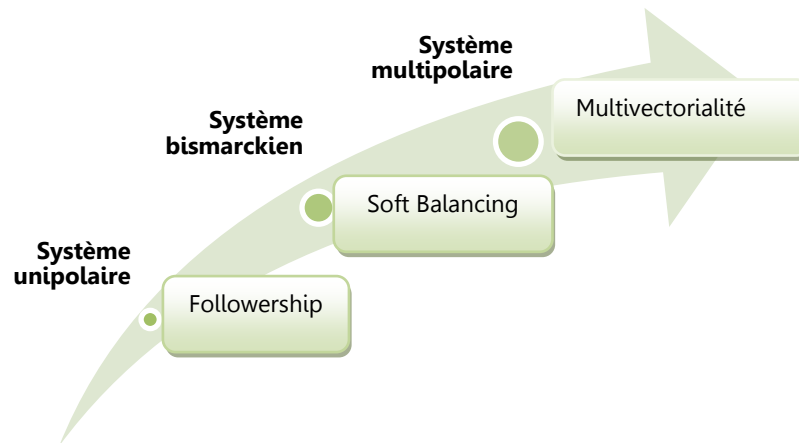 Système
multipolaire
Multivectorialité
Système
bismarckien
Soft Balancing
Système
unipolaire
Followership